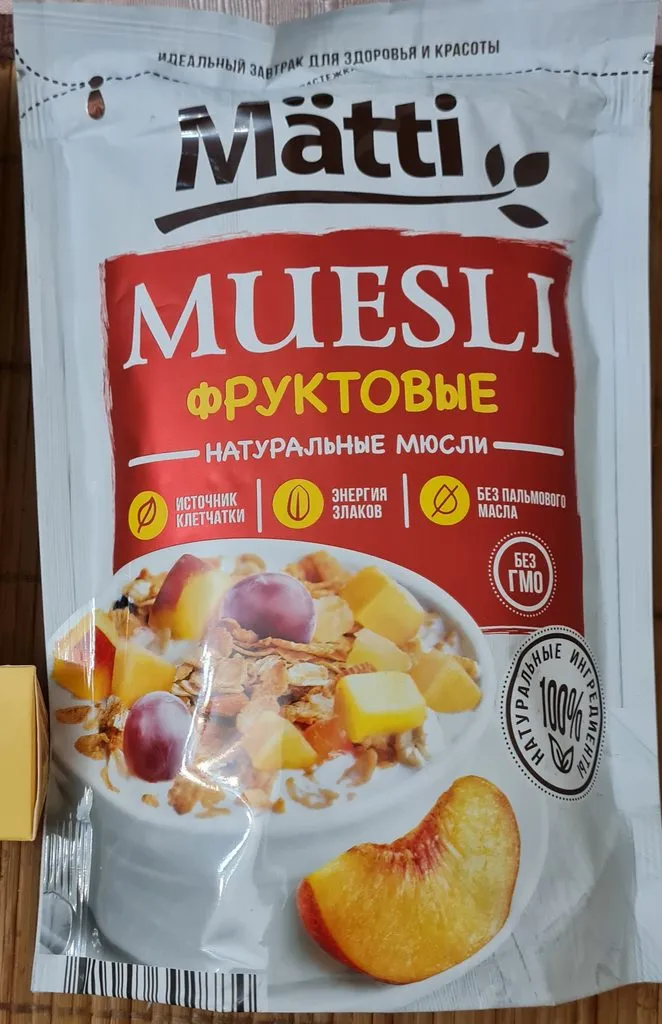 ИДЕАЛЬНЫЙ ЗАВТРАК ДЛЯ ЗДОРОВЬЯ И КРАСОТЫ
Mätti
MUESLI
ФРУКТОВЫЕ
НАТУРАЛЬНЫЕ МЮСЛИ
ИСТОЧНИК
КЛЕТЧАТКИ
ЭНЕРГИЯ
ЗЛАКОВ
БЕЗ ПАЛЬМОВОГО
МАСЛА
БЕЗ
ГМО
НАТУРАЛЬНЫЕ ИНГРЕДИЕНТЫ
100%